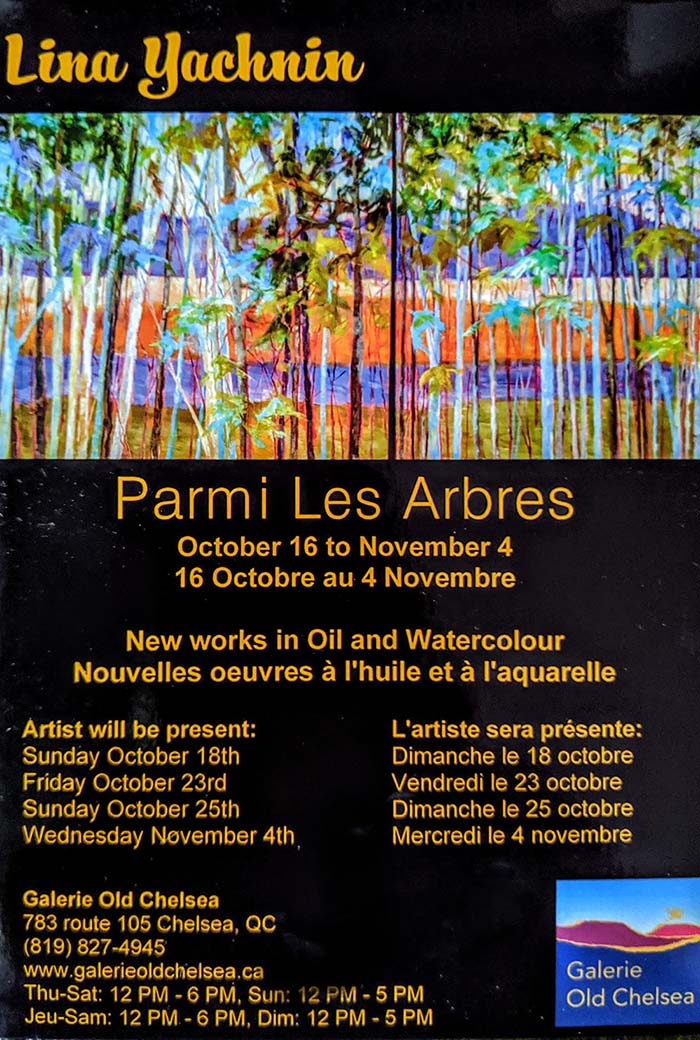 Lina Yachnin
Parmi Les Arbres
October 16 to November 4
16 Octobre au 4 Novembre
New works in Oil and Watercolour
Nouvelles oeuvres à l'huile et à l'aquarelle
Artist will be present:
Sunday October 18th
Friday October 23rd
Sunday October 25th
Wednesday November 4th
L'artiste sera présente:
Dimanche le 18 octobre
Vendredi le 23 octobre
Dimanche le 25 octobre
Mercredi le 4 novembre
Galerie Old Chelsea
783 route 105 Chelsea, QC
(819) 827-4945
www.galerieoldchelsea.ca
Thu-Sat: 12 PM - 6 PM, Sun: 12 PM - 5 PM
Jeu-Sam: 12 PM - 6 PM, Dim: 12 PM - 5 PM
Galerie
Old Chelsea